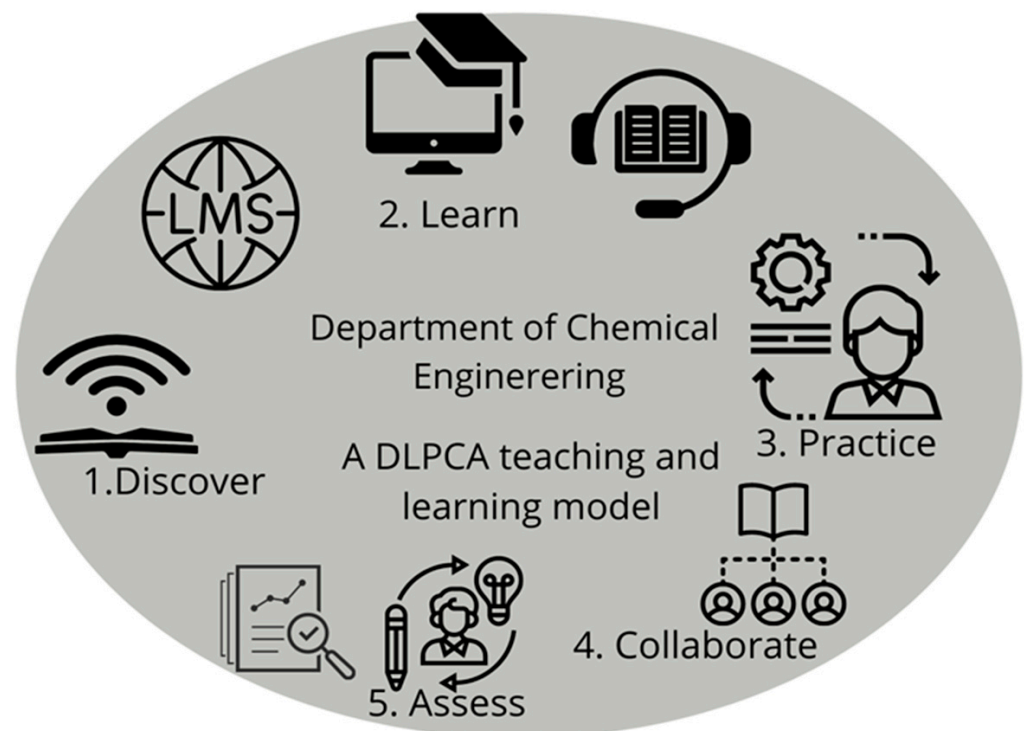 LMS
2. Learn
Department of Chemical
Enginerering
1.Discover
A DLPCA teaching and
learning model
3. Practice
4. Collaborate
5. Assess